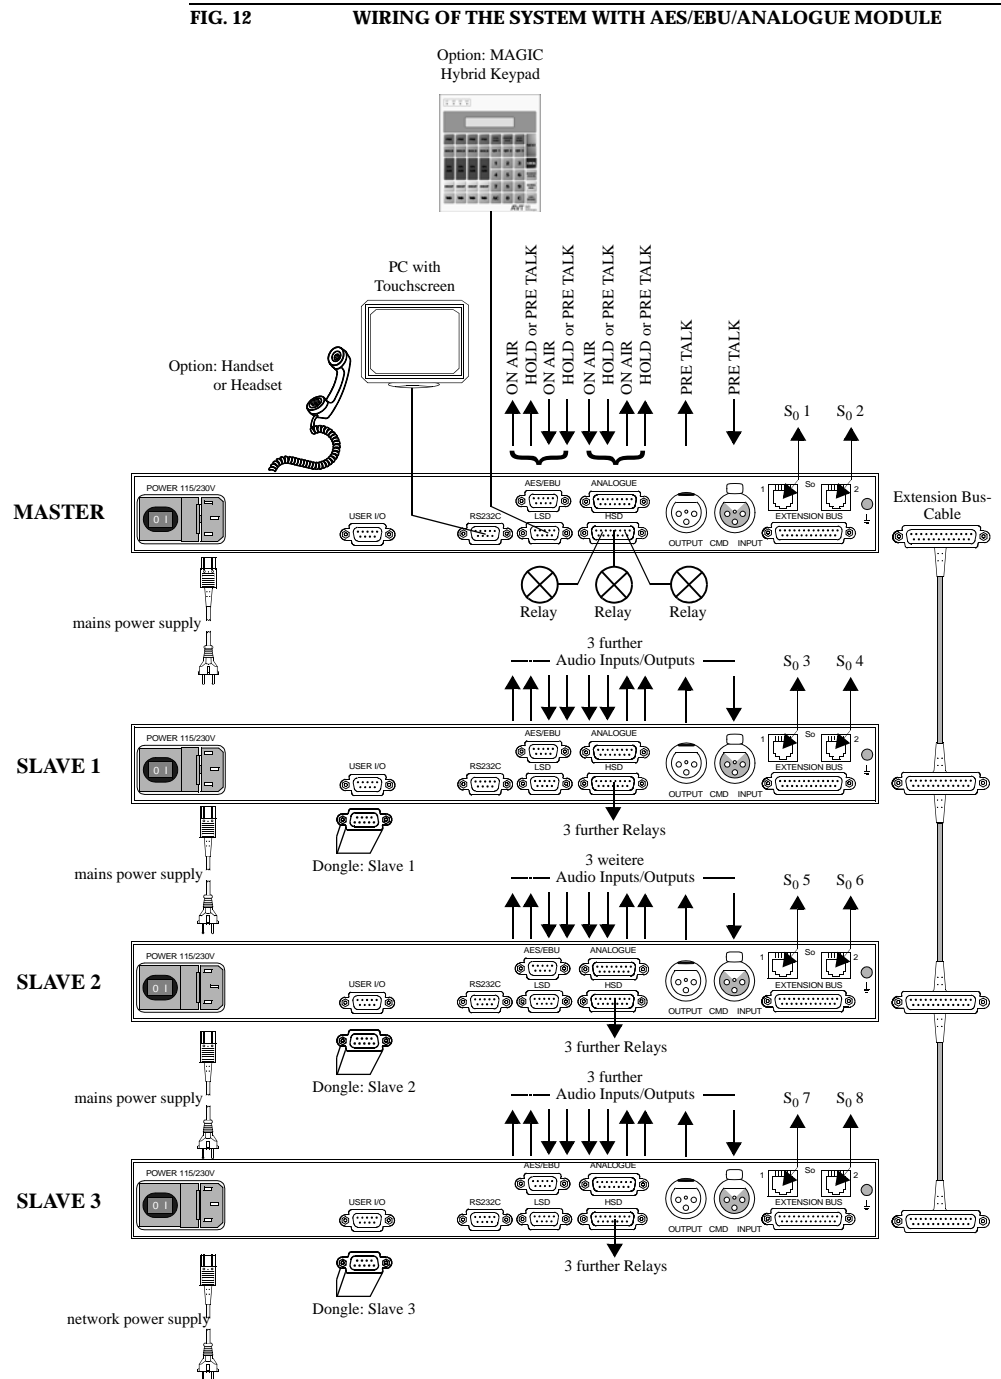 FIG. 12 WIRING OF THE SYSTEM WITH AES/EBU/ANALOGUE MODULE
Option: MAGIC
Hybrid Keypad
AVT
PC with
Touchscreen
Option: Handset
or Headset
ON AIR
HOLD or PRE TALK
ON AIR
HOLD or PRE TALK
ON AIR
HOLD or PRE TALK
ON AIR
HOLD or PRE TALK
PRE TALK
PRE TALK
S0 1
S0 2
MASTER
POWER 115/230V
0 I
USER I/O
RS232C
AES/EBU
LSD
ANALOGUE
HSD
OUTPUT CMD INPUT
1 So 2
EXTENSION BUS
Extension Bus-
Cable
Relay
Relay
Relay
mains power supply
3 further
Audio Inputs/Outputs
S0 3
S0 4
SLAVE 1
POWER 115/230V
0 I
USER I/O
RS232C
AES/EBU
LSD
ANALOGUE
HSD
OUTPUT CMD INPUT
1 So 2
EXTENSION BUS
3 further Relays
Dongle: Slave 1
mains power supply
3 weitere
Audio Inputs/Outputs
S0 5
S0 6
SLAVE 2
POWER 115/230V
0 I
USER I/O
RS232C
AES/EBU
LSD
ANALOGUE
HSD
OUTPUT CMD INPUT
1 So 2
EXTENSION BUS
3 further Relays
Dongle: Slave 2
mains power supply
3 further
Audio Inputs/Outputs
S0 7
S0 8
SLAVE 3
POWER 115/230V
0 I
USER I/O
RS232C
AES/EBU
LSD
ANALOGUE
HSD
OUTPUT CMD INPUT
1 So 2
EXTENSION BUS
3 further Relays
Dongle: Slave 3
network power supply